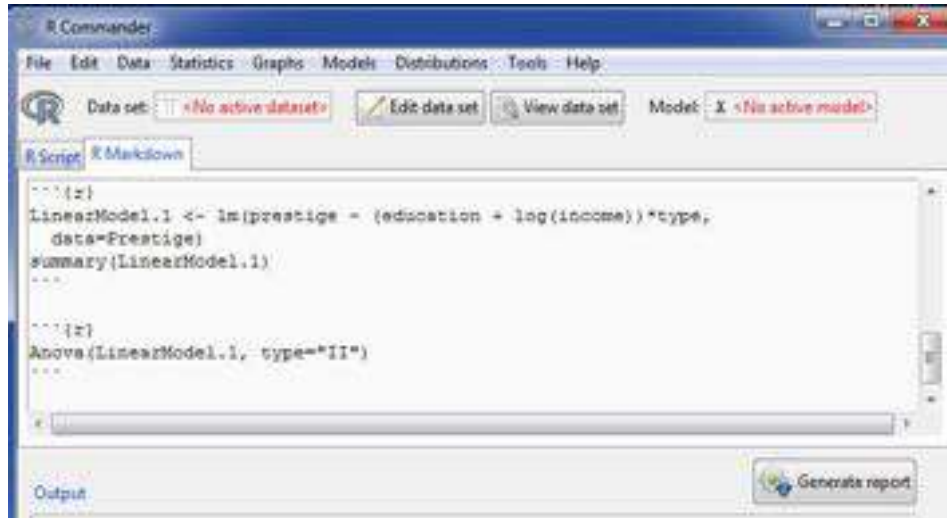 R Commander
File Edit Data Statistics Graphs Models Distributions Tools Help
R Data set: <No active dataset> Edit data set View data set Model: Σ <No active model>
R Script R Markdown
```{r}
LinearModel.1 <- lm(prestige ~ (education + log(income))*type,
data=Prestige)
summary(LinearModel.1)
```
```{r}
Anova(LinearModel.1, type="II")
```
Output
Generate report